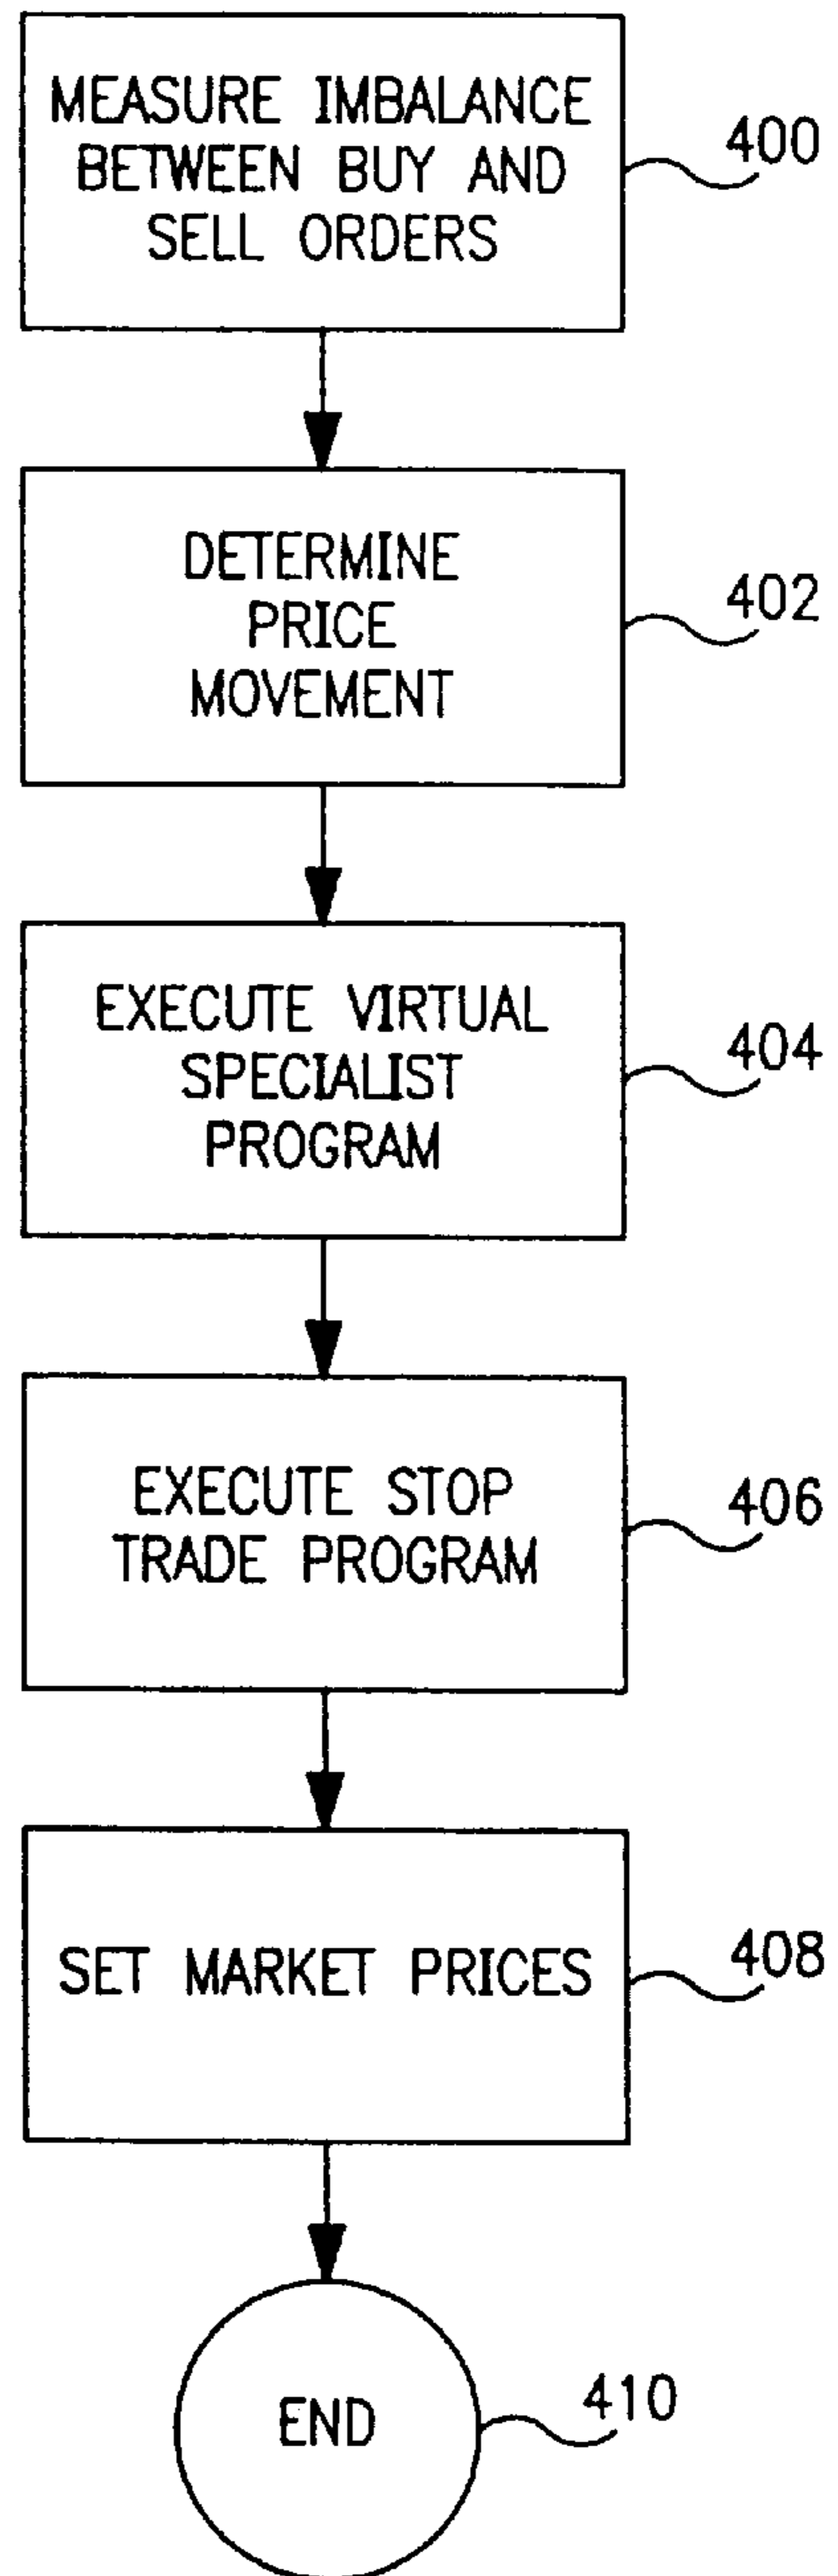 MEASURE IMBALANCE
BETWEEN BUY AND
SELL ORDERS
400
DETERMINE
PRICE
MOVEMENT
402
EXECUTE VIRTUAL
SPECIALIST
PROGRAM
404
EXECUTE STOP
TRADE PROGRAM
406
SET MARKET PRICES
408
END
410